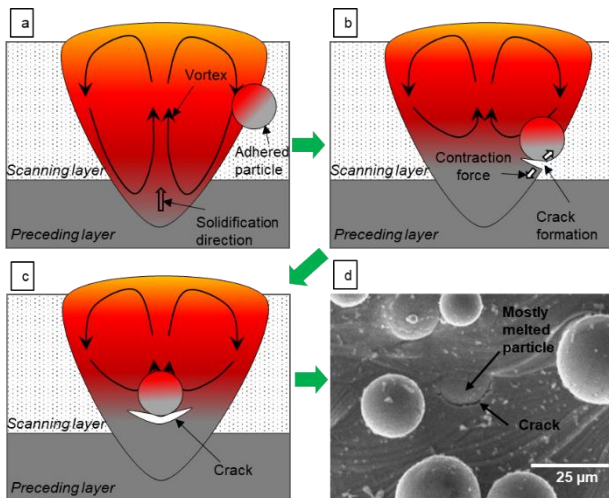 a
Vortex
Adhered
particle
Scanning layer
Solidification
direction
Preceding layer
b
Contraction
force
Scanning layer
Crack
formation
Preceding layer
c
Scanning layer
Crack
Preceding layer
d
Mostly
melted
particle
Crack
25 µm